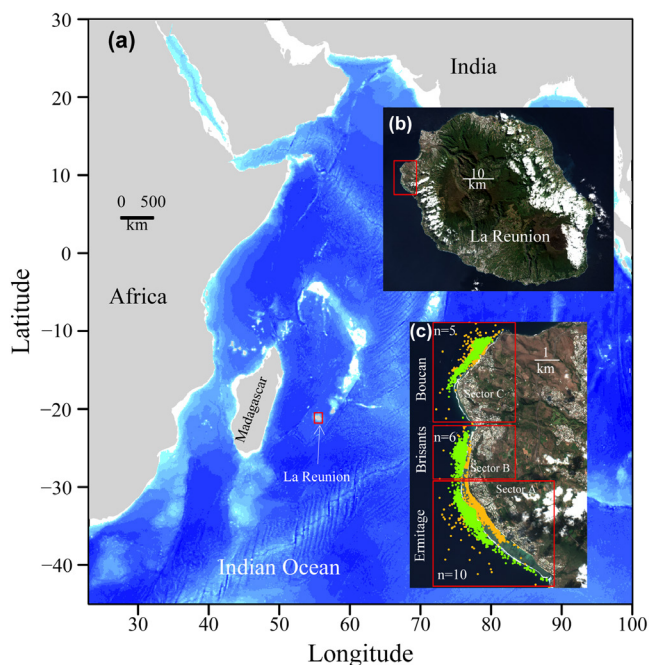 (a)
India
Africa
Madagascar
La Reunion
Indian Ocean
0 500
km
Latitude
30
20
10
0
−10
−20
−30
−40
30 40 50 60 70 80 90 100
Longitude
(b)
10
km
La Reunion
(c)
n=5
1
km
Boucan
Sector C
n=6
Brisants
Sector B
Sector A
Ermitage
n=10